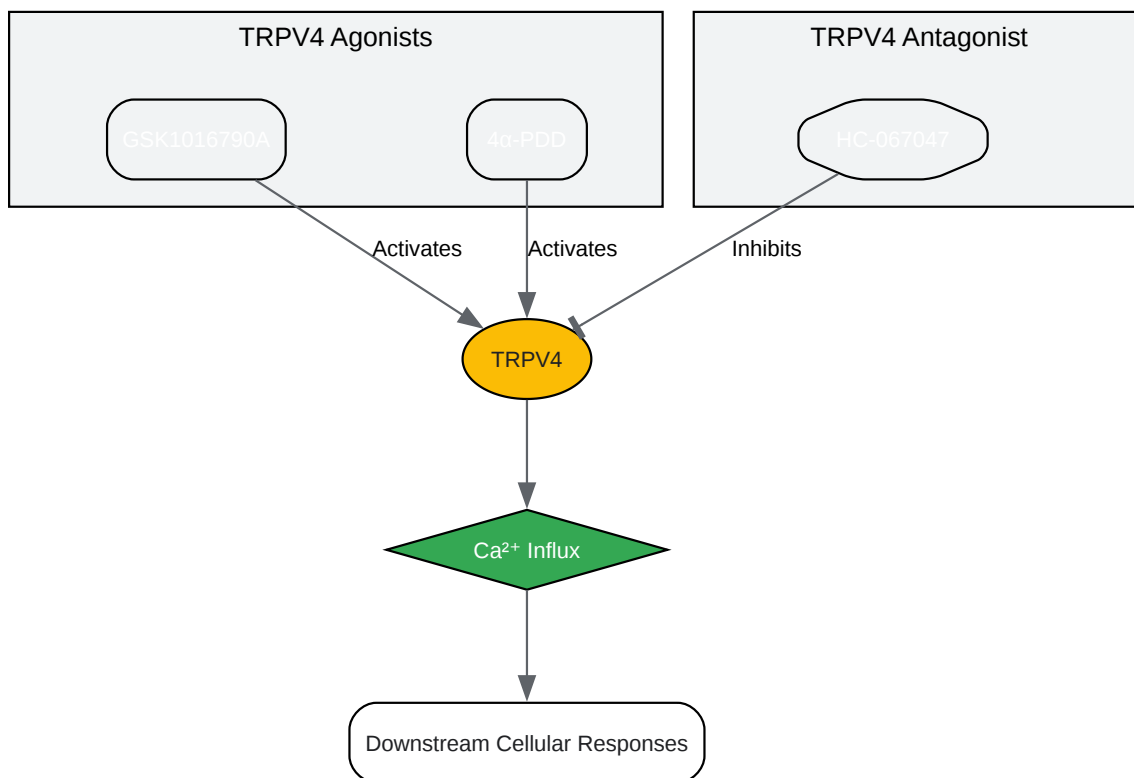 TRPV4 Agonists
TRPV4 Antagonist
GSK1016790A
4α-PDD
HC-067047
Activates
Activates
Inhibits
TRPV4
Ca²⁺ Influx
Downstream Cellular Responses